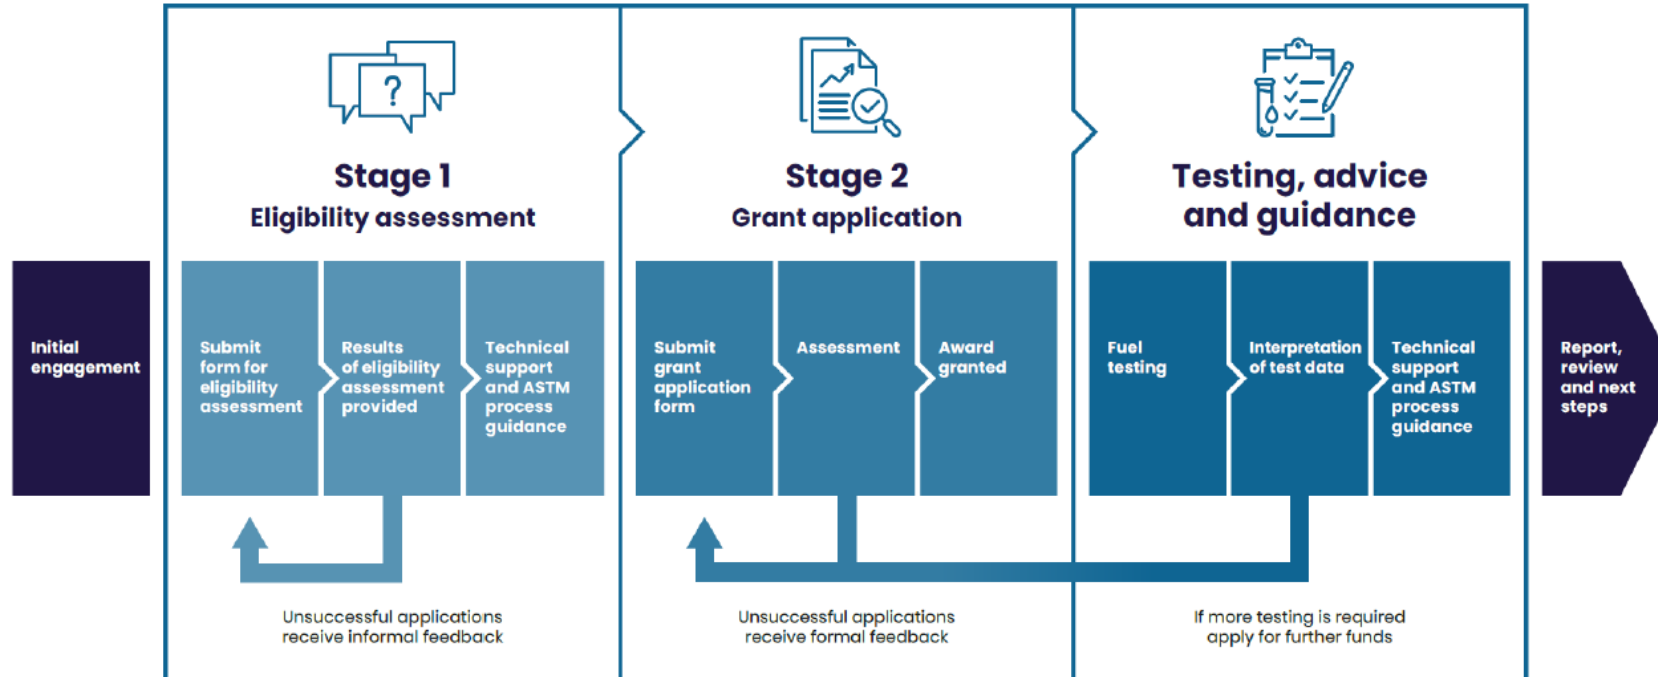 ?
Stage 1
Eligibility assessment
Stage 2
Grant application
Testing, advice
and guidance
Initial
engagement
Submit
form for
eligibility
assessment
Results
of eligibility
assessment
provided
Technical
support
and ASTM
process
guidance
Submit
grant
application
form
Assessment
Award
granted
Fuel
testing
Interpretation
of test data
Technical
support
and ASTM
process
guidance
Report,
review
and next
steps
Unsuccessful applications
receive informal feedback
Unsuccessful applications
receive formal feedback
If more testing is required
apply for further funds